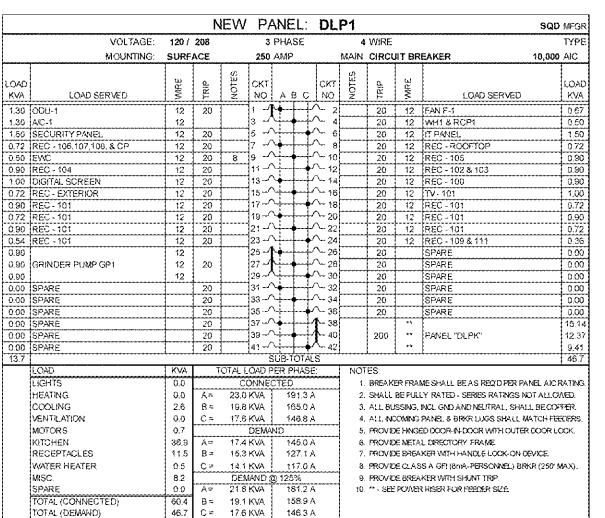 NEW PANEL: DLP1 SQD MFGR
VOLTAGE: 120 / 208 3 PHASE 4 WIRE TYPE
MOUNTING: SURFACE 250 AMP MAIN CIRCUIT BREAKER 10,000 AIC
LOAD KVA LOAD SERVED WIRE TRIP NOTES CKT NO A B C CKT NO NOTES TRIP WIRE LOAD SERVED LOAD KVA
1.30 ODU-1 12 20 1 2 20 12 FAN F-1 0.67
1.30 A/C-1 12 3 4 20 12 WH1 & RCP1 0.50
1.50 SECURITY PANEL 12 20 5 6 20 12 IT PANEL 1.50
0.72 REC - 106,107,108, & CP 12 20 7 8 20 12 REC - ROOFTOP 0.72
0.50 EWC 12 20 8 9 10 20 12 REC - 105 0.90
0.90 REC - 104 12 20 11 12 20 12 REC - 102 & 103 0.90
1.00 DIGITAL SCREEN 12 20 13 14 20 12 REC - 100 0.90
0.72 REC - EXTERIOR 12 20 15 16 20 12 TV - 101 1.00
0.90 REC - 101 12 20 17 18 20 12 REC - 101 0.72
0.72 REC - 101 12 20 19 20 20 12 REC - 101 0.90
0.90 REC - 101 12 20 21 22 20 12 REC - 101 0.72
0.54 REC - 101 12 20 23 24 20 12 REC - 109 & 111 0.36
0.90 12 25 26 20 SPARE 0.00
0.90 GRINDER PUMP GP1 12 20 27 28 20 SPARE 0.00
0.90 12 29 30 20 SPARE 0.00
0.00 SPARE 20 31 32 20 SPARE 0.00
0.00 SPARE 20 33 34 20 SPARE 0.00
0.00 SPARE 20 35 36 20 SPARE 0.00
0.00 SPARE 20 37 38 ** 15.14
0.00 SPARE 20 39 40 200 ** PANEL "DLPK" 12.37
0.00 SPARE 20 41 42 ** 9.41
13.7 SUB-TOTALS 46.7
LOAD KVA TOTAL LOAD PER PHASE: NOTES:
LIGHTS 0.0 CONNECTED 1. BREAKER FRAME SHALL BE AS REQ'D PER PANEL AIC RATING.
HEATING 0.0 A = 23.0 KVA 191.3 A 2. SHALL BE FULLY RATED - SERIES RATINGS NOT ALLOWED.
COOLING 2.6 B = 19.8 KVA 165.0 A 3. ALL BUSSING, INCL GND AND NEUTRAL, SHALL BE COPPER.
VENTILATION 0.0 C = 17.6 KVA 146.8 A 4. ALL INCOMING PANEL & BRKR LUGS SHALL MATCH FEEDERS.
MOTORS 0.7 DEMAND 5. PROVIDE HINGED DOOR-IN-DOOR WITH OUTER DOOR LOCK.
KITCHEN 36.9 A = 17.4 KVA 145.0 A 6. PROVIDE METAL DIRECTORY FRAME
RECEPTACLES 11.5 B = 15.3 KVA 127.1 A 7. PROVIDE BREAKER WITH HANDLE LOCK-ON DEVICE.
WATER HEATER 0.5 C = 14.1 KVA 117.0 A 8. PROVIDE CLASS A GFI (6mA-PERSONNEL) BRKR (250' MAX).
MISC 8.2 DEMAND @ 125% 9. PROVIDE BREAKER WITH SHUNT TRIP
SPARE 0.0 A = 21.8 KVA 181.2 A 10. ** - SEE POWER RISER FOR FEEDER SIZE.
TOTAL (CONNECTED) 60.4 B = 19.1 KVA 158.9 A
TOTAL (DEMAND) 46.7 C = 17.6 KVA 146.3 A